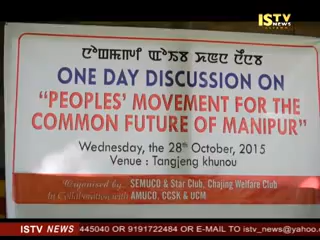 ISTV
NEWS
ONE DAY DISCUSSION ON
"PEOPLES' MOVEMENT FOR THE
COMMON FUTURE OF MANIPUR"
Wednesday, the 28th October, 2015
Venue : Tangjeng khunou
Organised by. SEMUCO & Star Club, Chajing Welfare Club
In Collaboration with AMUCO, CCSK & UCM
ISTV NEWS 445040 OR 9191722484 OR E-MAIL TO istv_news@yahoo